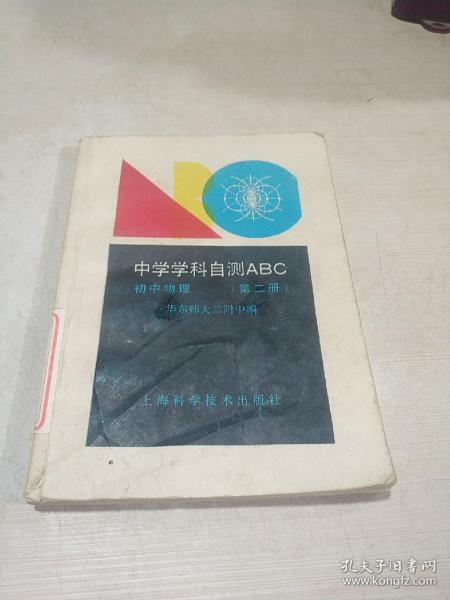 中学学科自测ABC
初中物理 （第二册）
华东师大二附中编
上海科学技术出版社
孔夫子旧书网
www.kongfz.com